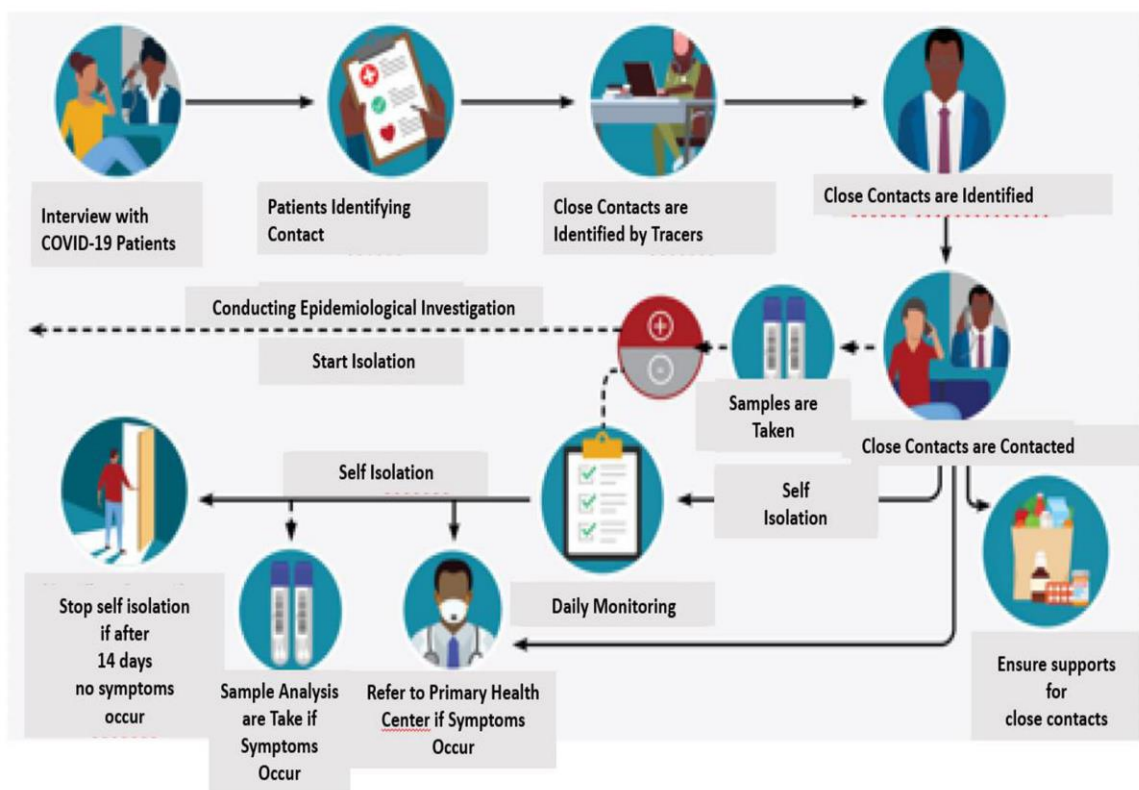 Interview with
COVID-19 Patients
Patients Identifying
Contact
Close Contacts are
Identified by Tracers
Close Contacts are Identified
Conducting Epidemiological Investigation
Start Isolation
Samples are
Taken
Close Contacts are Contacted
Self Isolation
Self
Isolation
Daily Monitoring
Stop self isolation
if after
14 days
no symptoms
occur
Sample Analysis
are Take if
Symptoms
Occur
Refer to Primary Health
Center if Symptoms
Occur
Ensure supports
for
close contacts